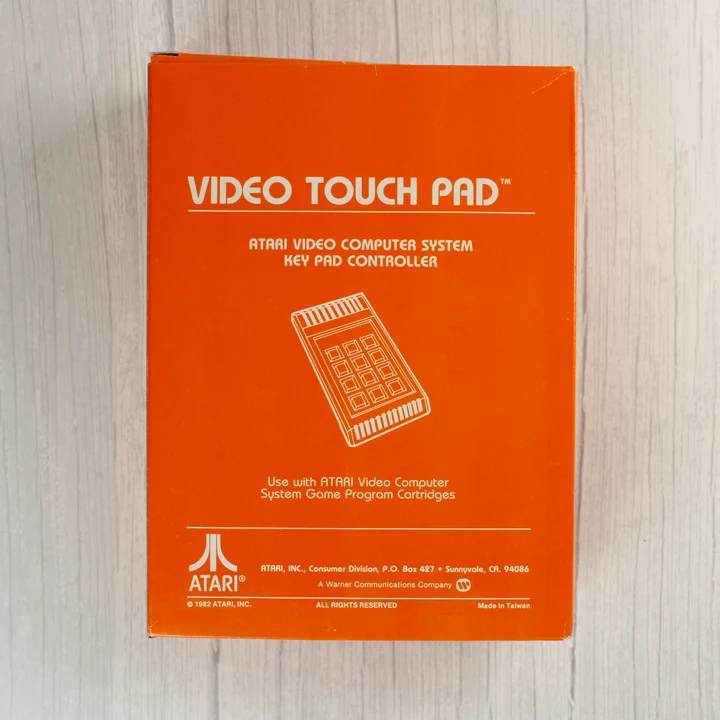 VIDEO TOUCH PAD™
ATARI VIDEO COMPUTER SYSTEM
KEY PAD CONTROLLER
Use with ATARI Video Computer
System Game Program Cartridges
ATARI®
ATARI, INC., Consumer Division, P.O. Box 427 • Sunnyvale, CA. 94086
A Warner Communications Company
© 1982 ATARI, INC. ALL RIGHTS RESERVED Made in Taiwan